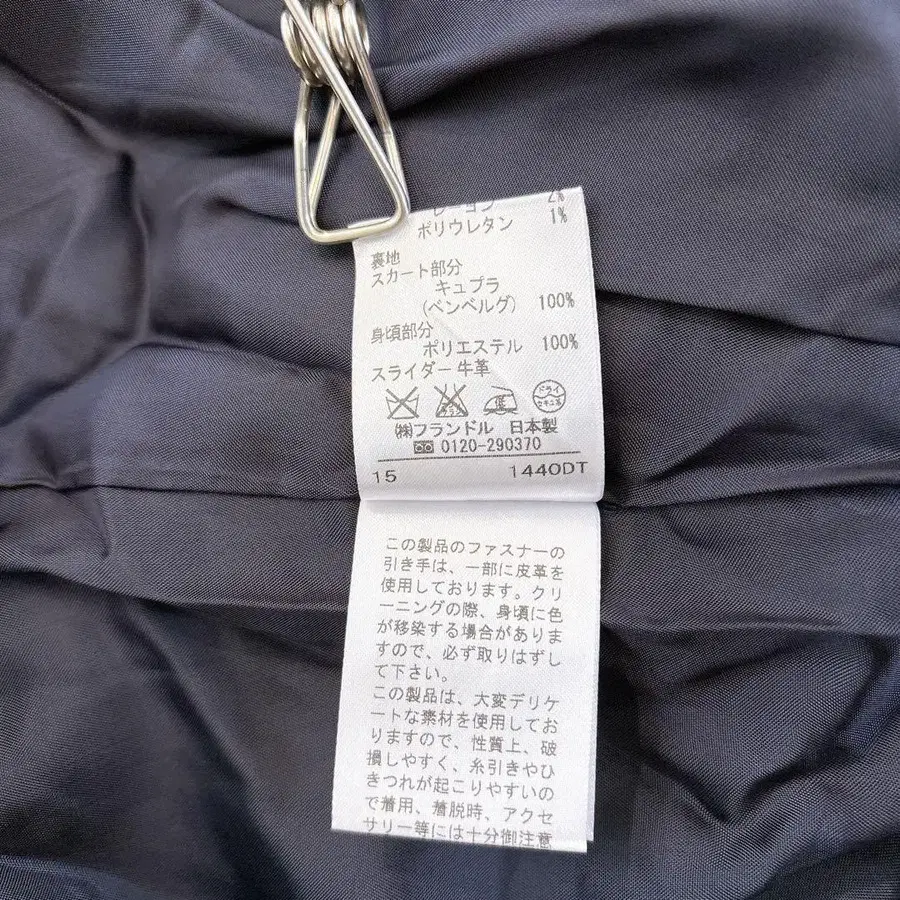 レーヨン 2%
ポリウレタン 1%
裏地
スカート部分
キュプラ
(ベンベルグ) 100%
身頃部分
ポリエステル 100%
スライダー 牛革
低 ドライ
㈱フランドル 日本製
0120-290370
15 1440DT
この製品のファスナーの
引き手は、一部に皮革を
使用しております。クリ
ーニングの際、身頃に色
が移染する場合がありま
すので、必ず取りはずし
て下さい。
この製品は、大変デリケ
ートな素材を使用してお
りますので、性質上、破
損しやすく、糸引きやひ
きつれが起こりやすいの
で着用、着脱時、アクセ
サリー等には十分御注意